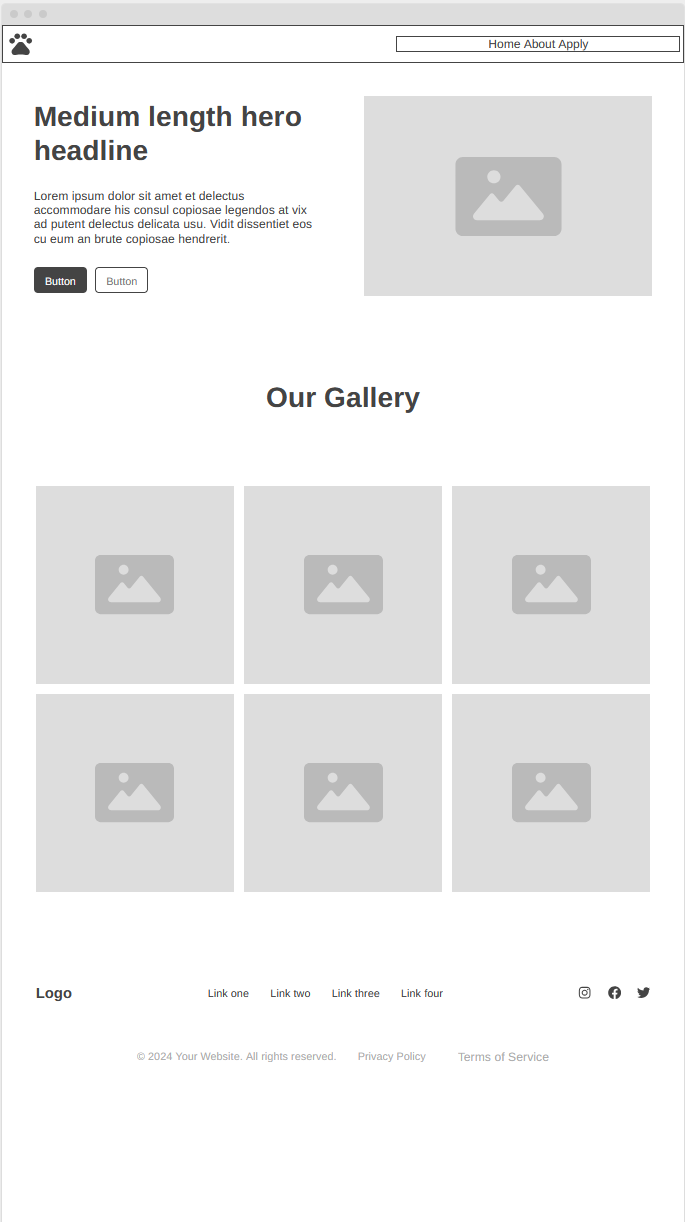 Home About Apply
Medium length hero
headline
Lorem ipsum dolor sit amet et delectus
accommodare his consul copiosae legendos at vix
ad putent delectus delicata usu. Vidit dissentiet eos
cu eum an brute copiosae hendrerit.
Button Button
Our Gallery
Logo Link one Link two Link three Link four
© 2024 Your Website. All rights reserved. Privacy Policy Terms of Service